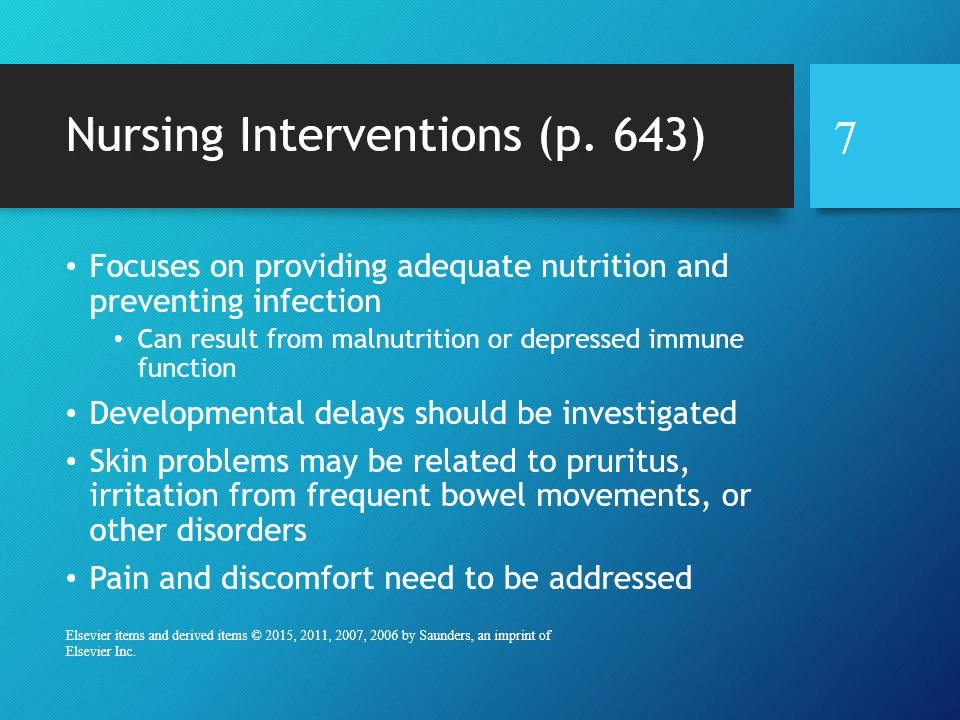 Nursing Interventions (p. 643)
7
• Focuses on providing adequate nutrition and
preventing infection
• Can result from malnutrition or depressed immune
function
• Developmental delays should be investigated
• Skin problems may be related to pruritus,
irritation from frequent bowel movements, or
other disorders
• Pain and discomfort need to be addressed
Elsevier items and derived items © 2015, 2011, 2007, 2006 by Saunders, an imprint of
Elsevier Inc.